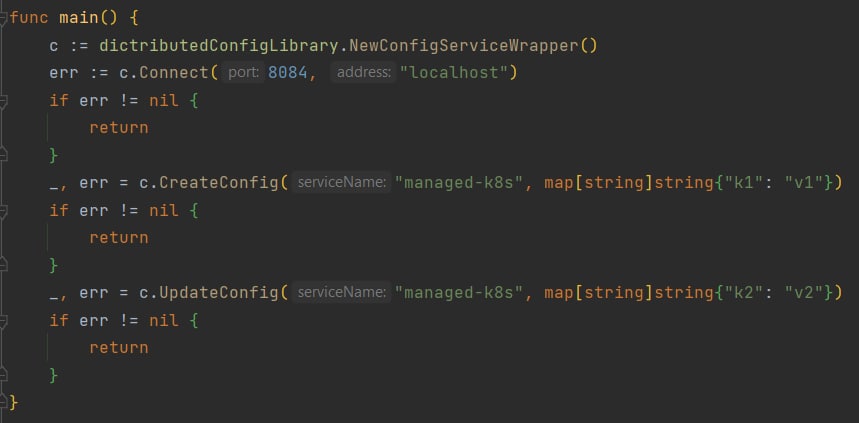 func main() {
    c := dictributedConfigLibrary.NewConfigServiceWrapper()
    err := c.Connect( port: 8084, address: "localhost")
    if err != nil {
        return
    }
    _, err = c.CreateConfig( serviceName: "managed-k8s", map[string]string{"k1": "v1"})
    if err != nil {
        return
    }
    _, err = c.UpdateConfig( serviceName: "managed-k8s", map[string]string{"k2": "v2"})
    if err != nil {
        return
    }
}